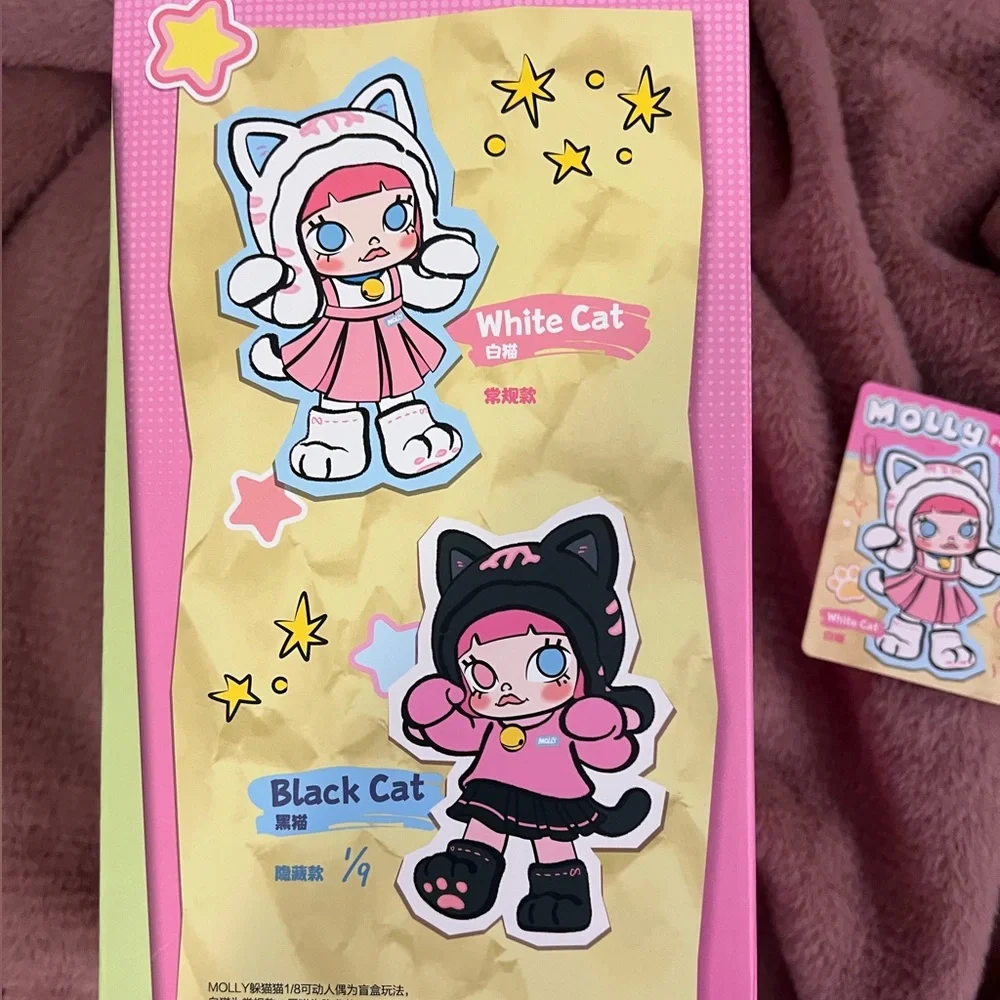 MOLLY
White Cat
白猫
常规款
MOLLY
Black Cat
黑猫
隐藏款 1/9
MOLLY躲猫猫1/8可动人偶为盲盒玩法,
MOLLY
White Cat
白猫